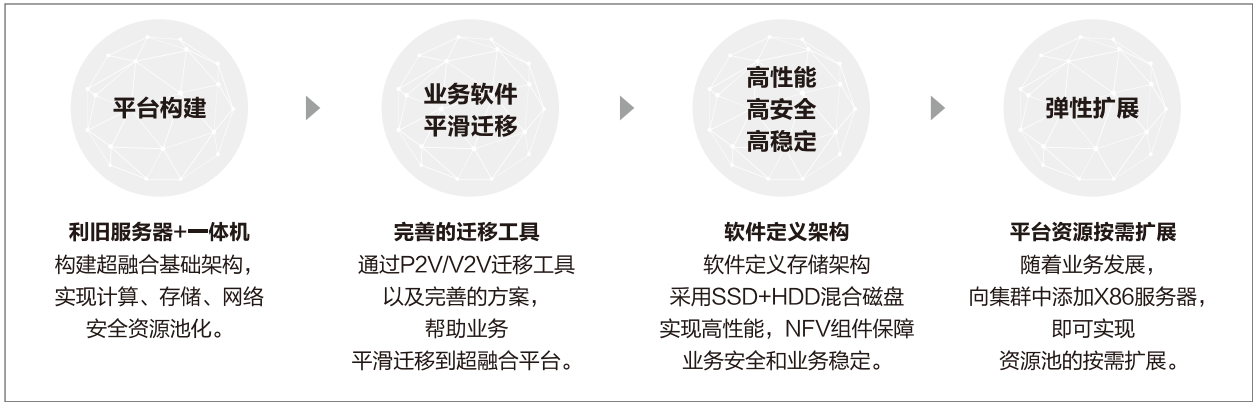 平台构建
业务软件
平滑迁移
高性能
高安全
高稳定
弹性扩展
利旧服务器+一体机
构建超融合基础架构，
实现计算、存储、网络
安全资源池化。
完善的迁移工具
通过P2V/V2V迁移工具
以及完善的方案，
帮助业务
平滑迁移到超融合平台。
软件定义架构
软件定义存储架构
采用SSD+HDD混合磁盘
实现高性能，NFV组件保障
业务安全和业务稳定。
平台资源按需扩展
随着业务发展，
向集群中添加X86服务器，
即可实现
资源池的按需扩展。